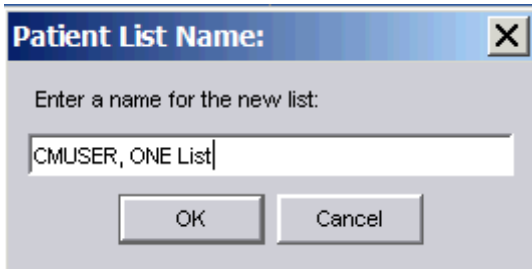 Patient List Name:
Enter a name for the new list:
CMUSER, ONE List
OK
Cancel